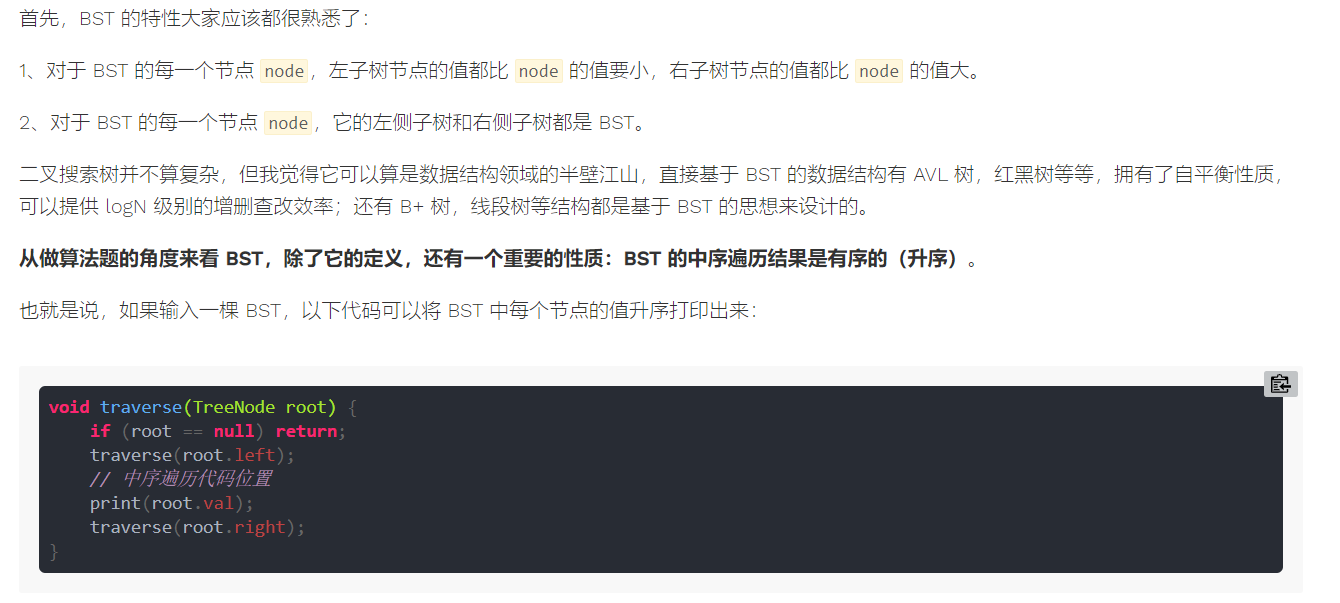 首先，BST 的特性大家应该都很熟悉了：
1、对于 BST 的每一个节点 node，左子树节点的值都比 node 的值要小，右子树节点的值都比 node 的值大。
2、对于 BST 的每一个节点 node，它的左侧子树和右侧子树都是 BST。
二叉搜索树并不算复杂，但我觉得它可以算是数据结构领域的半壁江山，直接基于 BST 的数据结构有 AVL 树，红黑树等等，拥有了自平衡性质，
可以提供 logN 级别的增删查改效率；还有 B+ 树，线段树等结构都是基于 BST 的思想来设计的。
从做算法题的角度来看 BST，除了它的定义，还有一个重要的性质：BST 的中序遍历结果是有序的（升序）。
也就是说，如果输入一棵 BST，以下代码可以将 BST 中每个节点的值升序打印出来：
void traverse(TreeNode root) {
    if (root == null) return;
    traverse(root.left);
    // 中序遍历代码位置
    print(root.val);
    traverse(root.right);
}